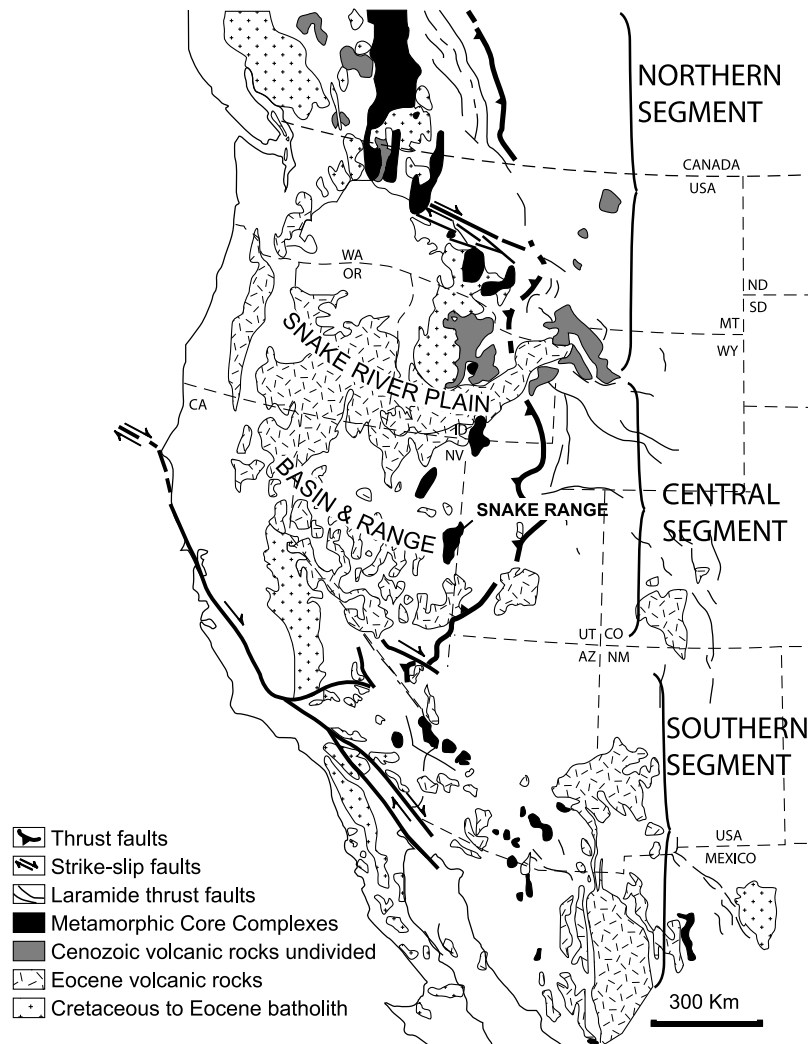 NORTHERN
SEGMENT
CANADA
USA
WA
OR
ND
SD
MT
WY
SNAKE RIVER PLAIN
CA
ID
NV
BASIN & RANGE
SNAKE RANGE
CENTRAL
SEGMENT
UT CO
AZ NM
SOUTHERN
SEGMENT
USA
MEXICO
Thrust faults
Strike-slip faults
Laramide thrust faults
Metamorphic Core Complexes
Cenozoic volcanic rocks undivided
Eocene volcanic rocks
Cretaceous to Eocene batholith
300 Km